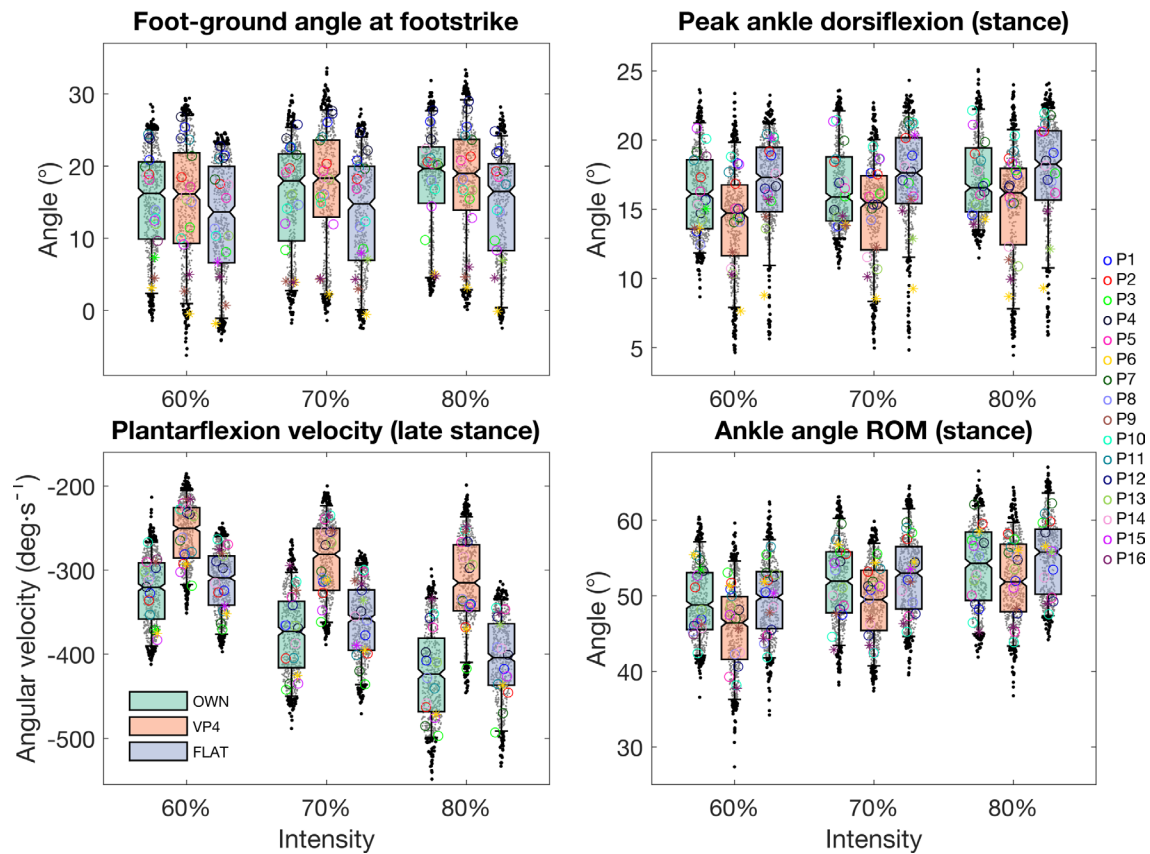 Foot-ground angle at footstrike
Angle (°)
30
20
10
0
60%
70%
80%
Peak ankle dorsiflexion (stance)
Angle (°)
25
20
15
10
5
60%
70%
80%
Plantarflexion velocity (late stance)
Angular velocity (deg·s⁻¹)
-200
-300
-400
-500
OWN
VP4
FLAT
60%
70%
80%
Intensity
Ankle angle ROM (stance)
Angle (°)
60
50
40
30
60%
70%
80%
Intensity
P1
P2
P3
P4
P5
P6
P7
P8
P9
P10
P11
P12
P13
P14
P15
P16